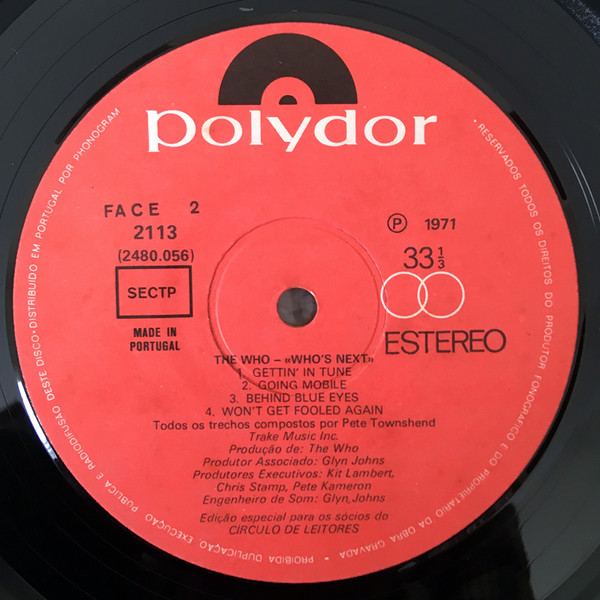 polydor
FACE 2
2113
(2480.056)
SECTP
MADE IN
PORTUGAL
Ⓟ 1971
33 1/3
ESTEREO
THE WHO – «WHO'S NEXT»
1. GETTIN' IN TUNE
2. GOING MOBILE
3. BEHIND BLUE EYES
4. WON'T GET FOOLED AGAIN
Todos os trechos compostos por Pete Townshend
Trake Music Inc.
Produção de: The Who
Produtor Associado: Glyn Johns
Produtores Executivos: Kit Lambert,
Chris Stamp, Pete Kameron
Engenheiro de Som: Glyn Johns
Edição especial para os sócios do
CÍRCULO DE LEITORES
• RESERVADOS TODOS OS DIREITOS DO PRODUTOR FONOGRÁFICO E DO PROPRIETÁRIO DA OBRA GRAVADA • PROIBIDA DUPLICAÇÃO, EXECUÇÃO PÚBLICA E RADIODIFUSÃO DESTE DISCO • DISTRIBUIDO EM PORTUGAL POR PHONOGRAM